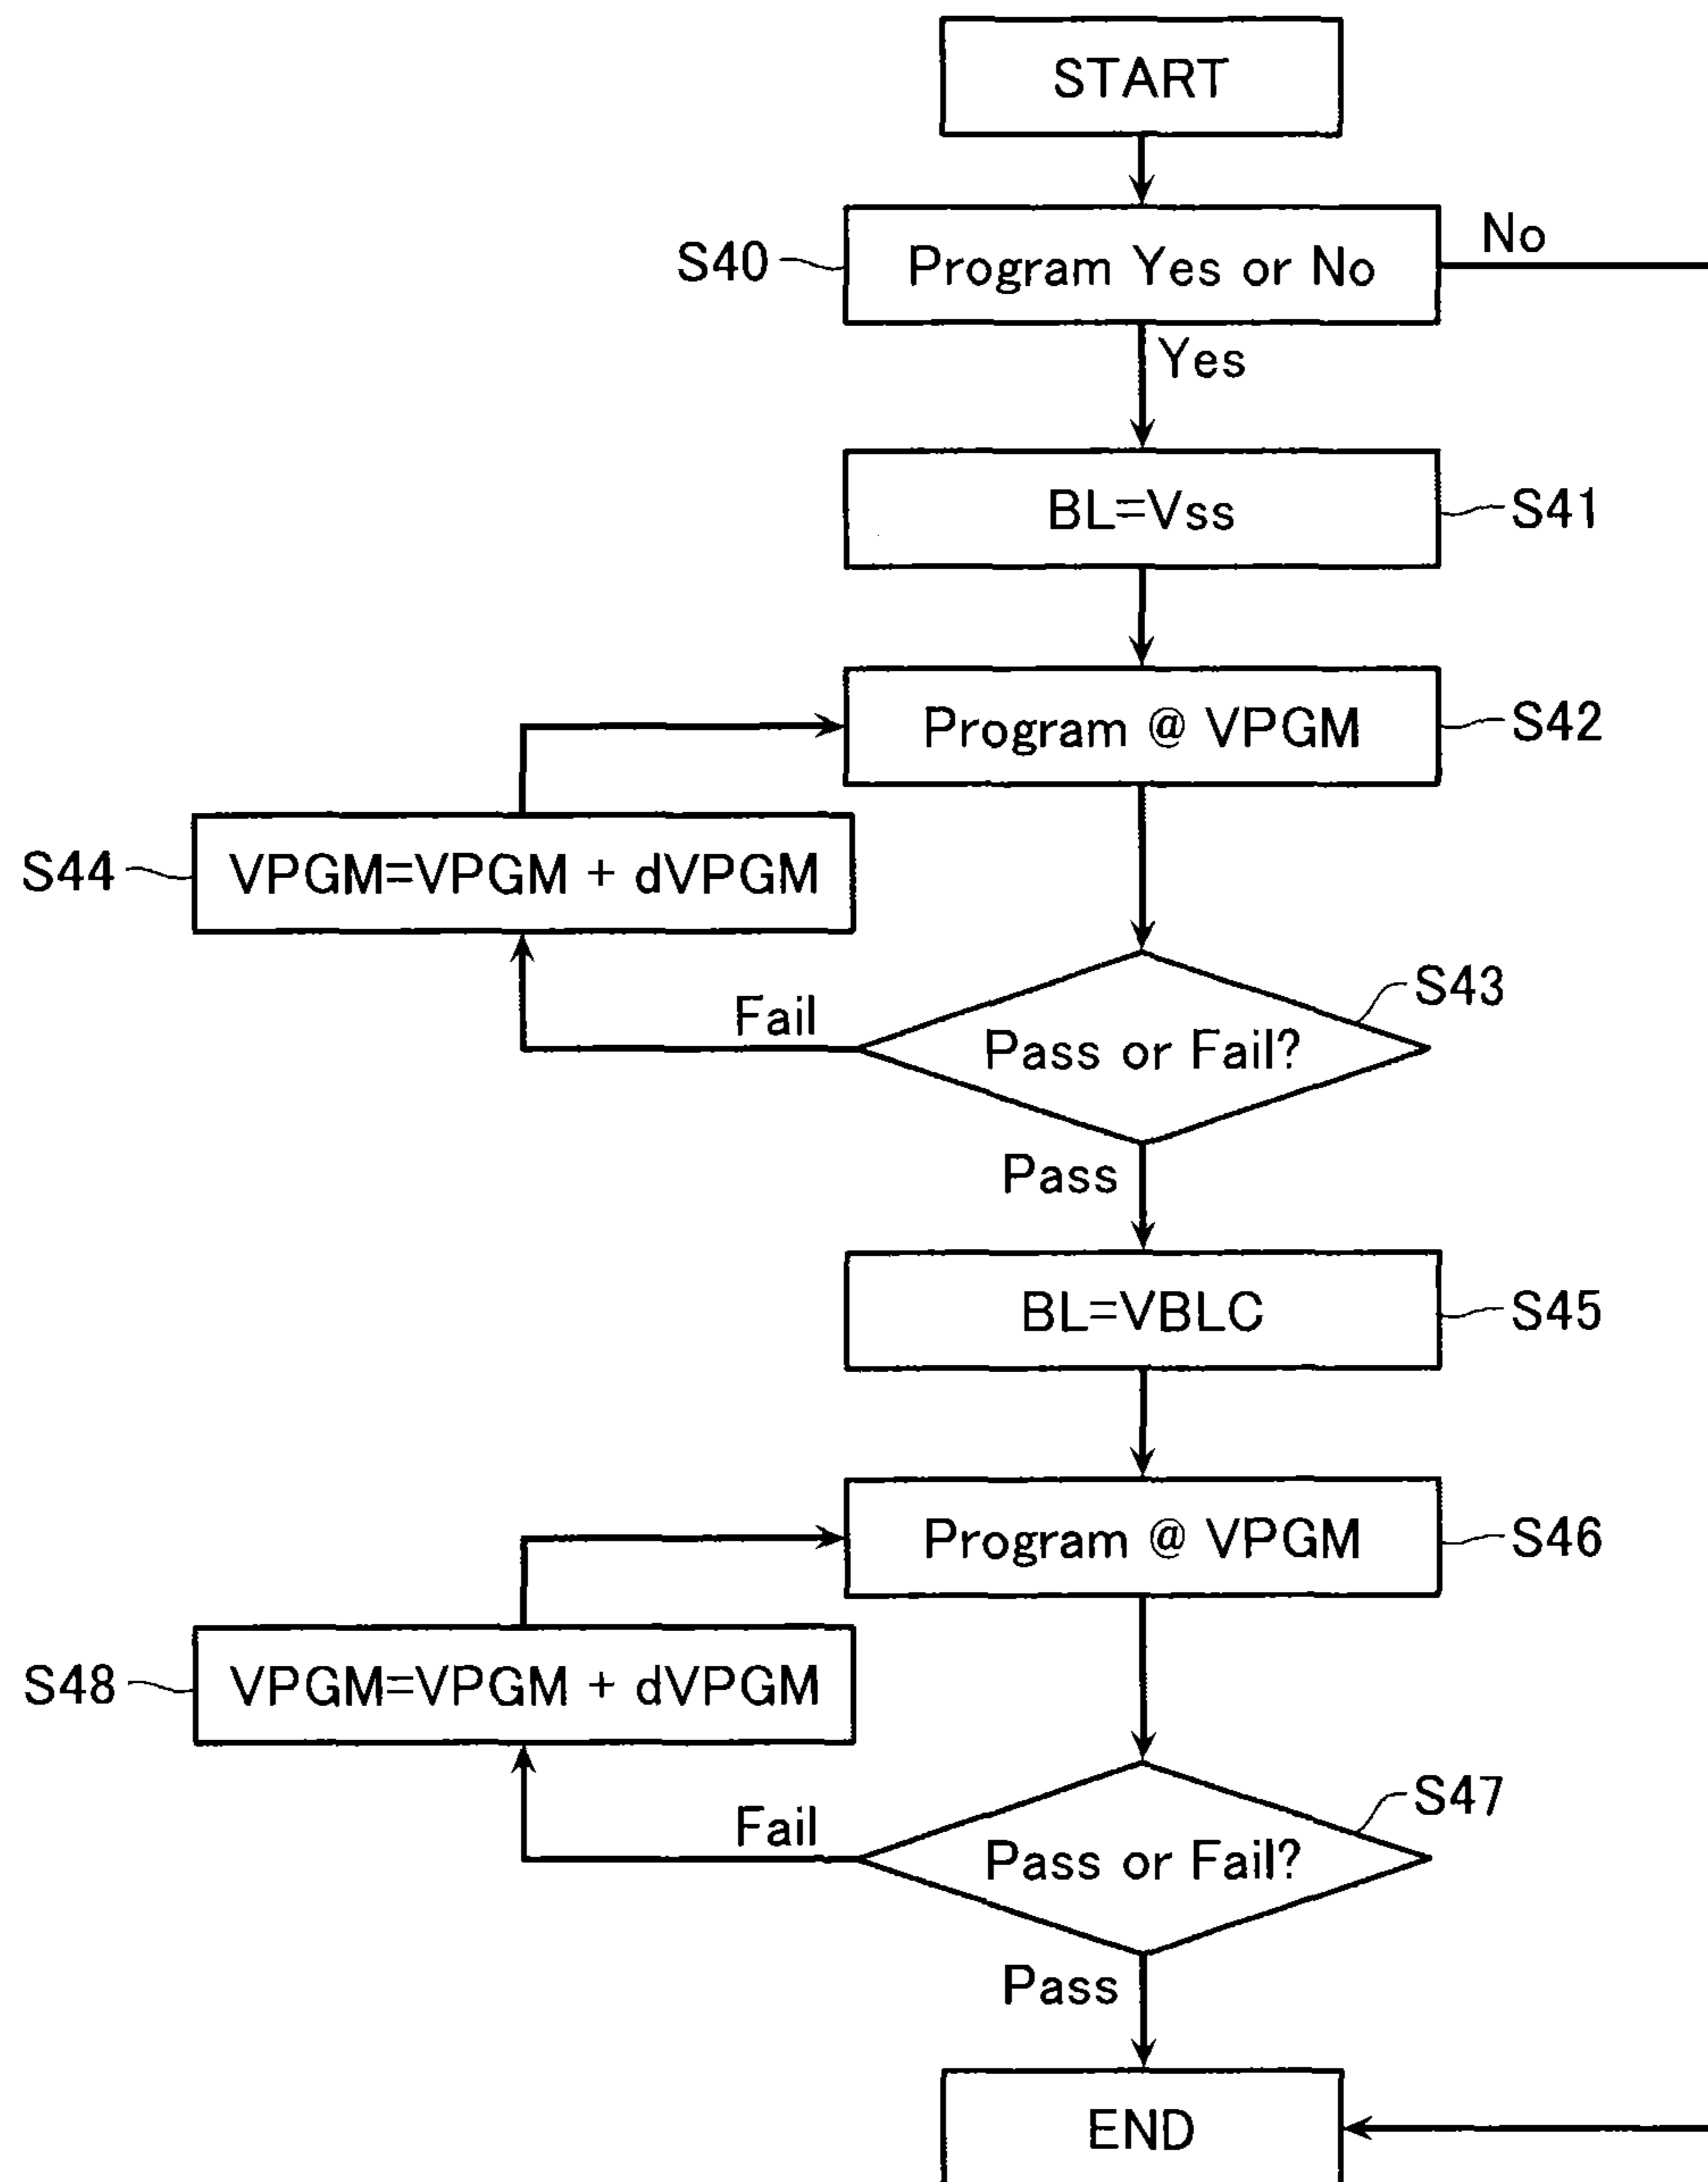 START
S40
Program Yes or No
No
Yes
BL=Vss
S41
Program @ VPGM
S42
S44
VPGM=VPGM + dVPGM
S43
Fail
Pass or Fail?
Pass
BL=VBLC
S45
Program @ VPGM
S46
S48
VPGM=VPGM + dVPGM
S47
Fail
Pass or Fail?
Pass
END